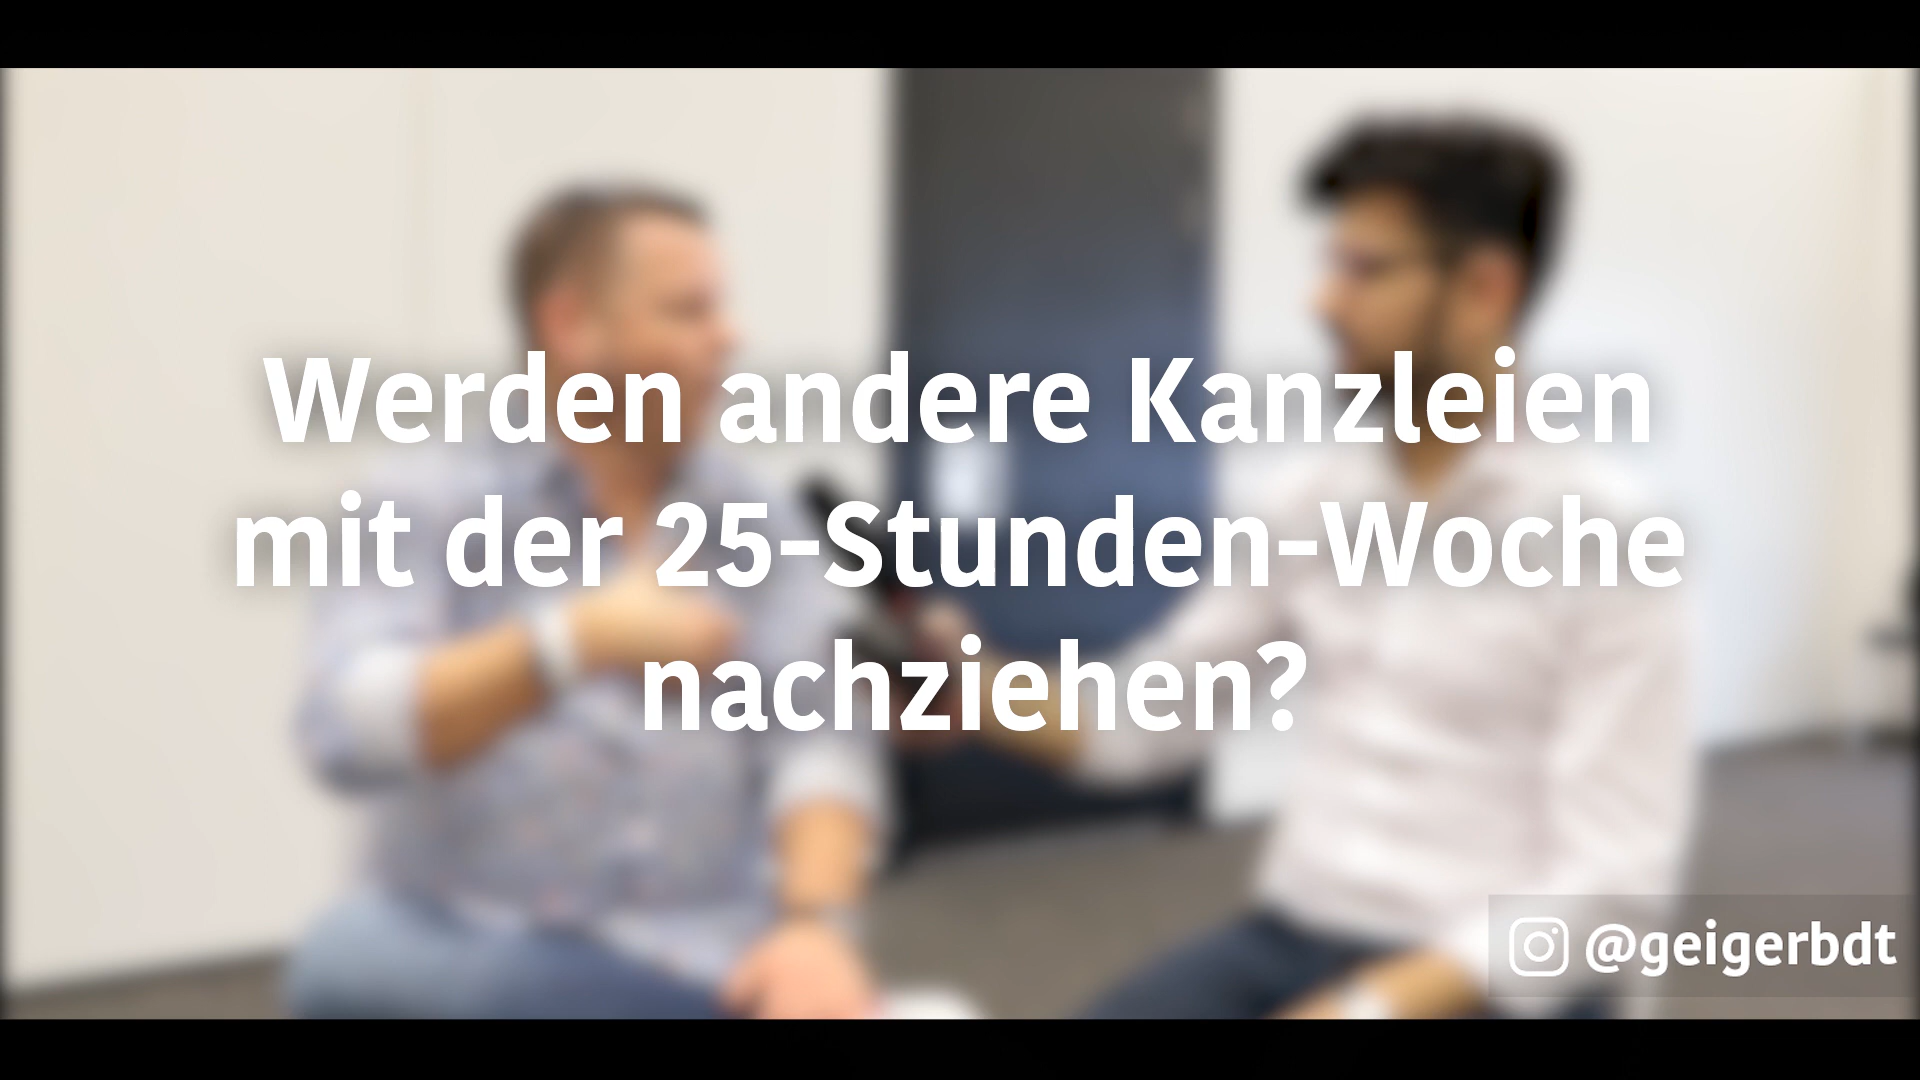 Werden andere Kanzleien
mit der 25-Stunden-Woche
nachziehen?
@geigerbdt